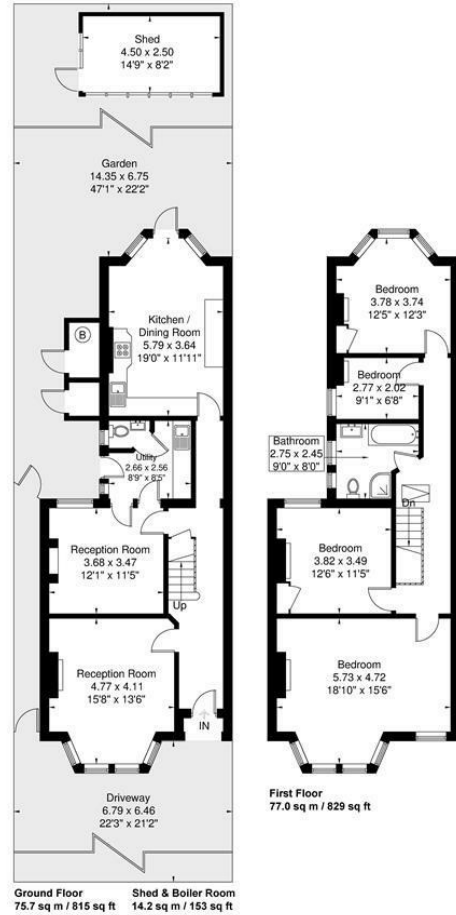 Shed
4.50 x 2.50
14'9" x 8'2"
Garden
14.35 x 6.75
47'1" x 22'2"
Kitchen /
Dining Room
5.79 x 3.64
19'0" x 11'11"
B
Utility
2.66 x 2.56
8'9" x 8'5"
Reception Room
3.68 x 3.47
12'1" x 11'5"
Up
Reception Room
4.77 x 4.11
15'8" x 13'6"
IN
Driveway
6.79 x 6.46
22'3" x 21'2"
Ground Floor
75.7 sq m / 815 sq ft
Shed & Boiler Room
14.2 sq m / 153 sq ft
Bedroom
3.78 x 3.74
12'5" x 12'3"
Bedroom
2.77 x 2.02
9'1" x 6'8"
Bathroom
2.75 x 2.45
9'0" x 8'0"
Dn
Bedroom
3.82 x 3.49
12'6" x 11'5"
Bedroom
5.73 x 4.72
18'10" x 15'6"
First Floor
77.0 sq m / 829 sq ft